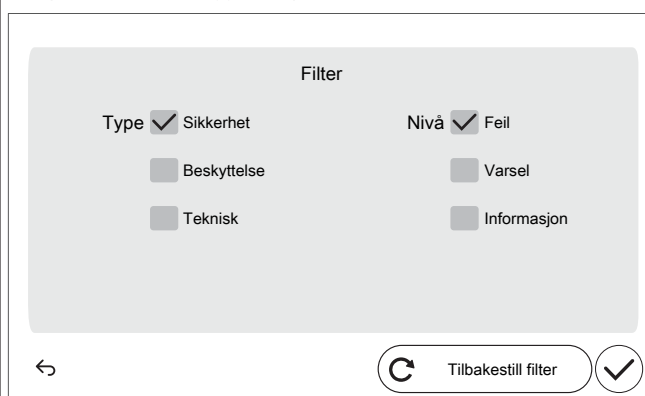 Filter
Type Sikkerhet Nivå Feil
Beskyttelse Varsel
Teknisk Informasjon
Tilbakestill filter